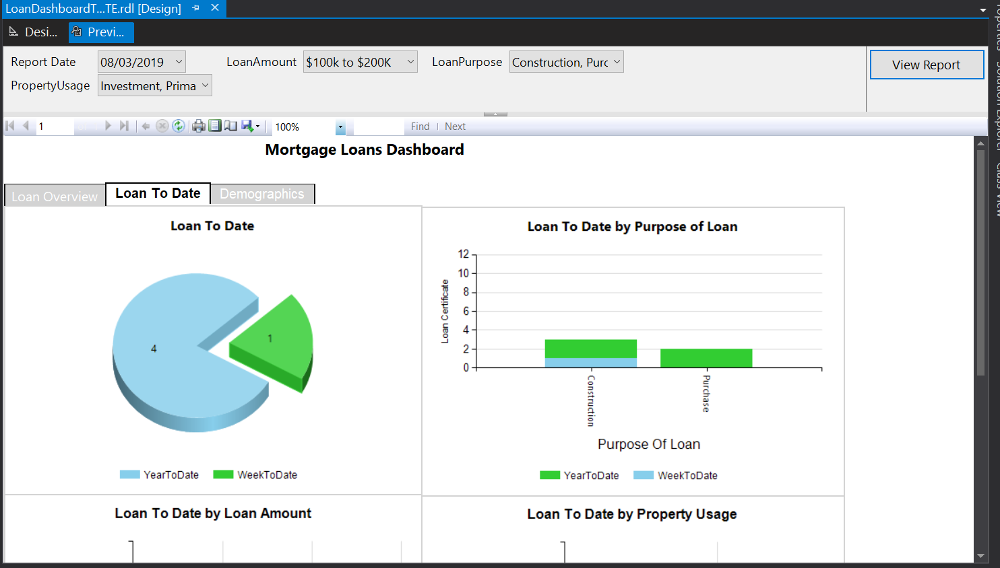 LoanDashboardT...TE.rdl [Design]
Desi...
Previ...
Report Date
08/03/2019
LoanAmount
$100k to $200K
LoanPurpose
Construction, Purc
View Report
PropertyUsage
Investment, Prima
1
100%
Find
Next
Mortgage Loans Dashboard
Loan Overview
Loan To Date
Demographics
Loan To Date
4
1
YearToDate
WeekToDate
Loan To Date by Purpose of Loan
12
10
8
6
4
2
0
Loan Certificate
Construction
Purchase
Purpose Of Loan
YearToDate
WeekToDate
Loan To Date by Loan Amount
Loan To Date by Property Usage
Solution Explorer
Class View